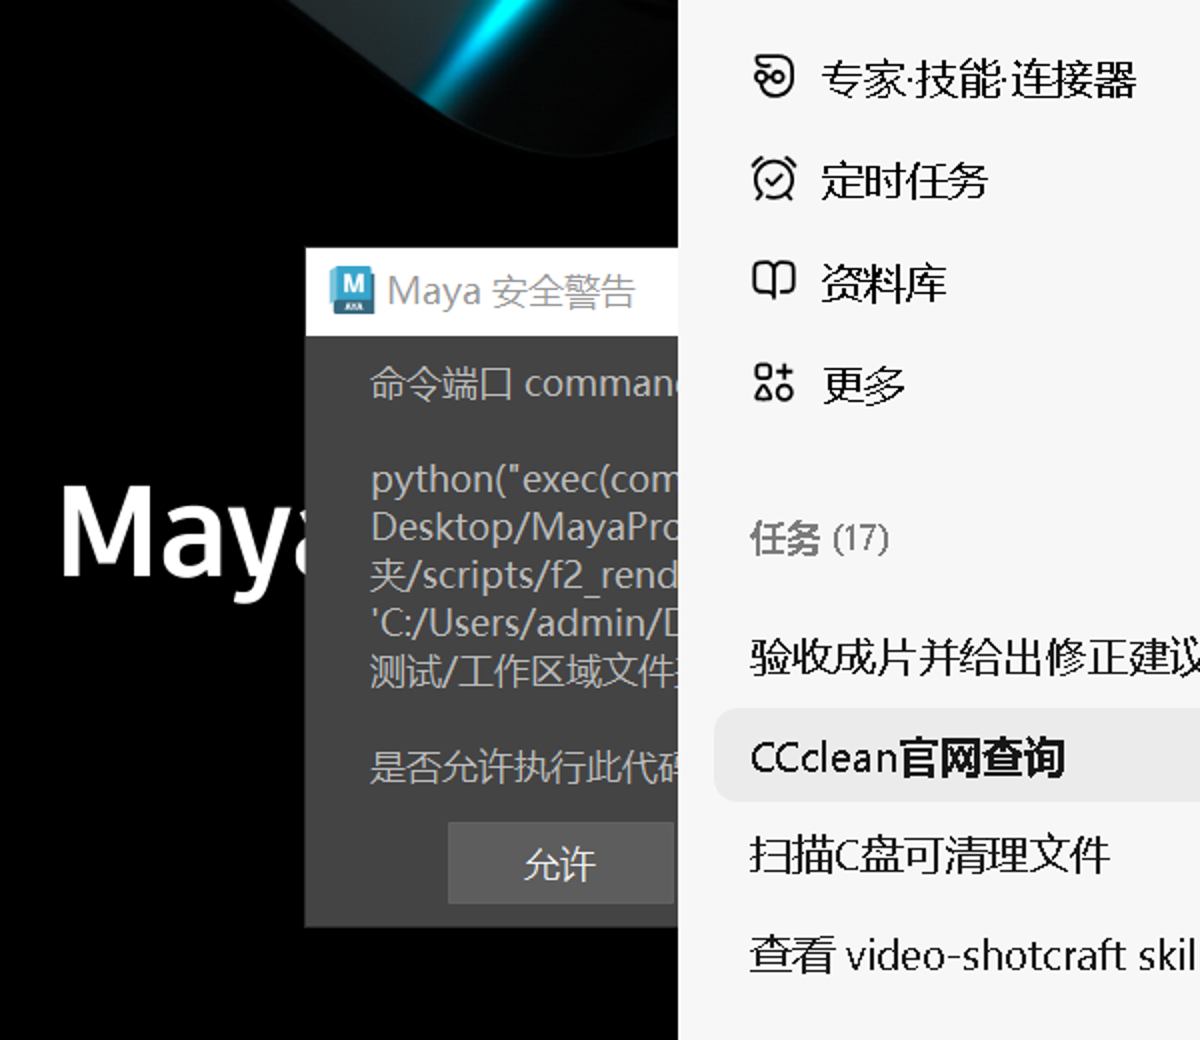 Maya
Maya 安全警告
命令端口
python("exec(com
Desktop/MayaPro
夹/scripts/f2_rend
'C:/Users/admin/
测试/工作区域文件
是否允许执行此代码
允许
专家·技能·连接器
定时任务
资料库
更多
任务 (17)
验收成片并给出修正建议
CCclean官网查询
扫描C盘可清理文件
查看 video-shotcraft skil